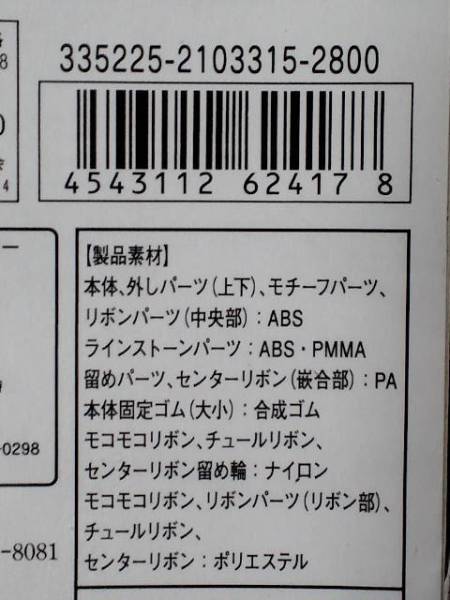 335225-2103315-2800
4543112 62417 8
【製品素材】
本体、外しパーツ(上下)、モチーフパーツ、
リボンパーツ(中央部):ABS
ラインストーンパーツ:ABS・PMMA
留めパーツ、センターリボン(嵌合部):PA
本体固定ゴム(大小):合成ゴム
モコモコリボン、チュールリボン、
センターリボン留め輪:ナイロン
モコモコリボン、リボンパーツ(リボン部)、
チュールリボン、
センターリボン:ポリエステル
8
4
-0298
-8081